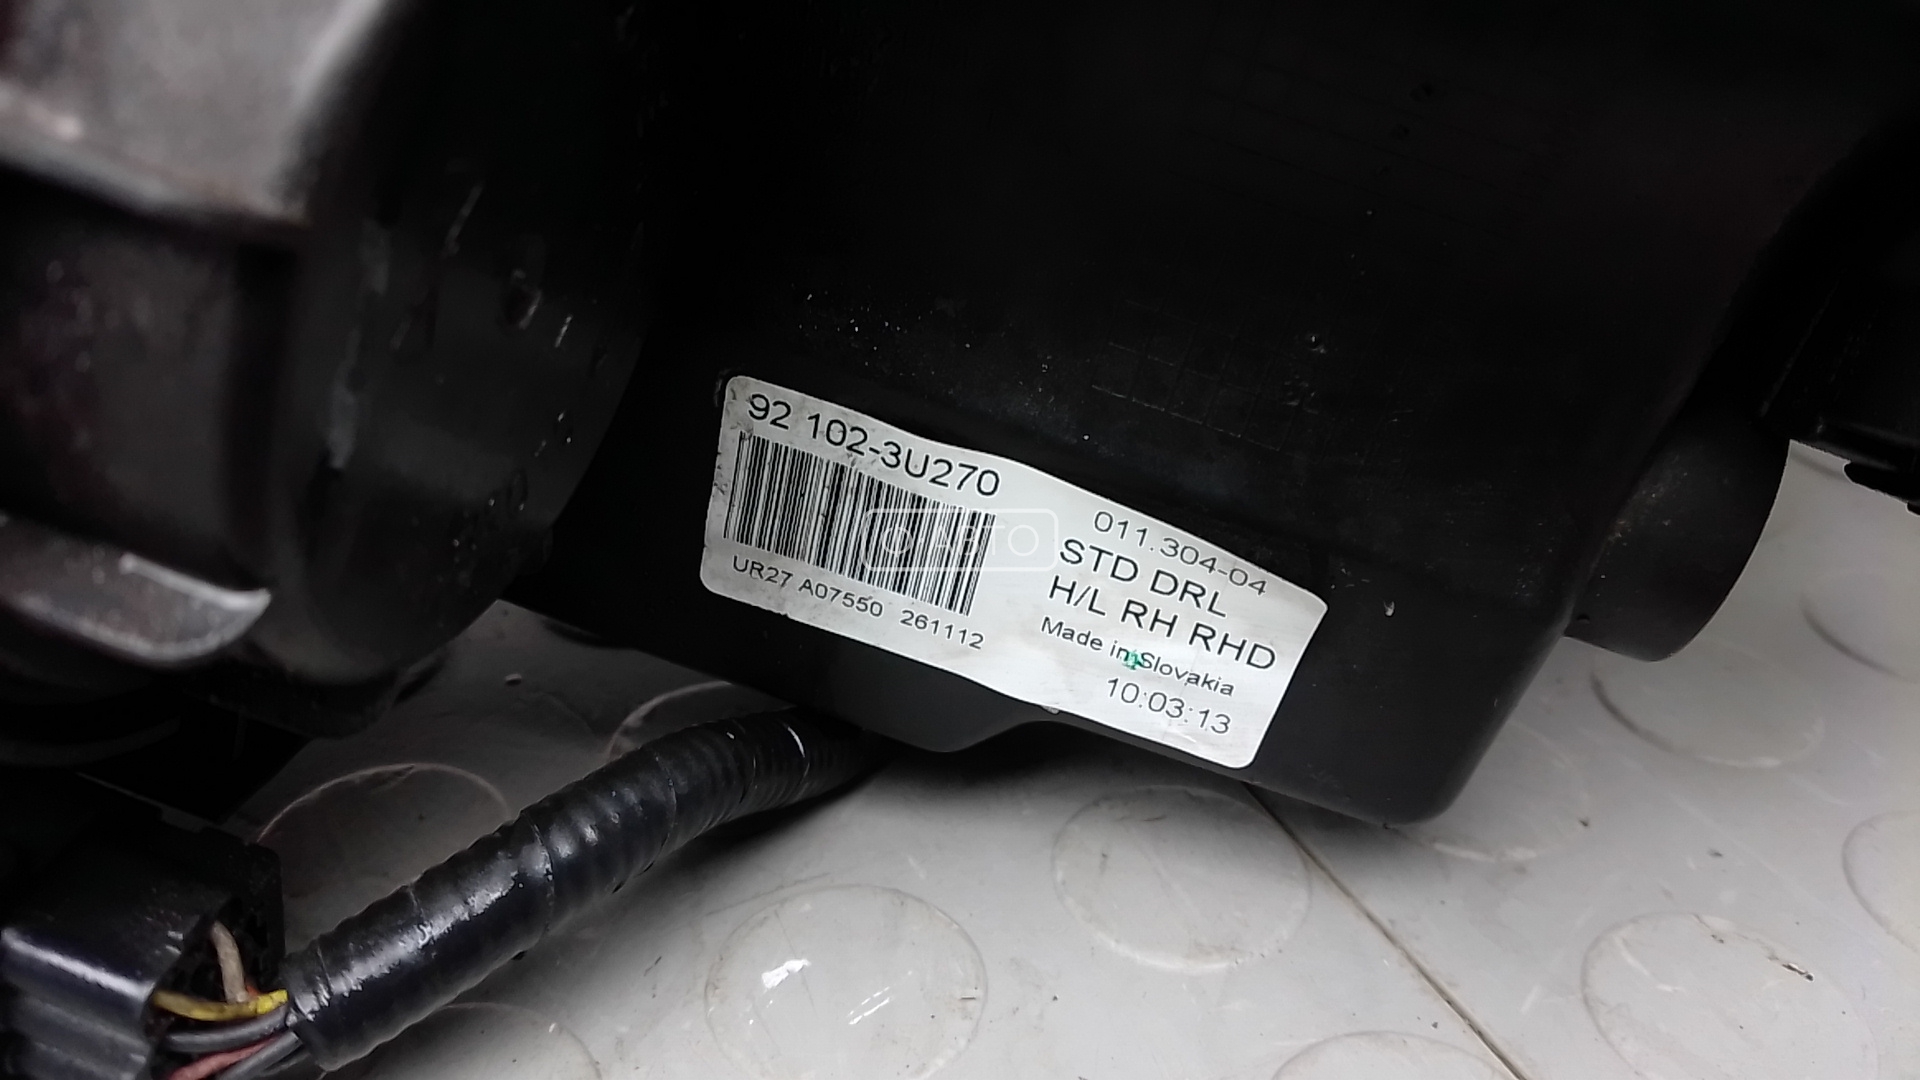 92 102-3U270
UR27 A07550 261112
011.304-04
STD DRL
H/L RH RHD
Made in Slovakia
10:03:13
АВТО